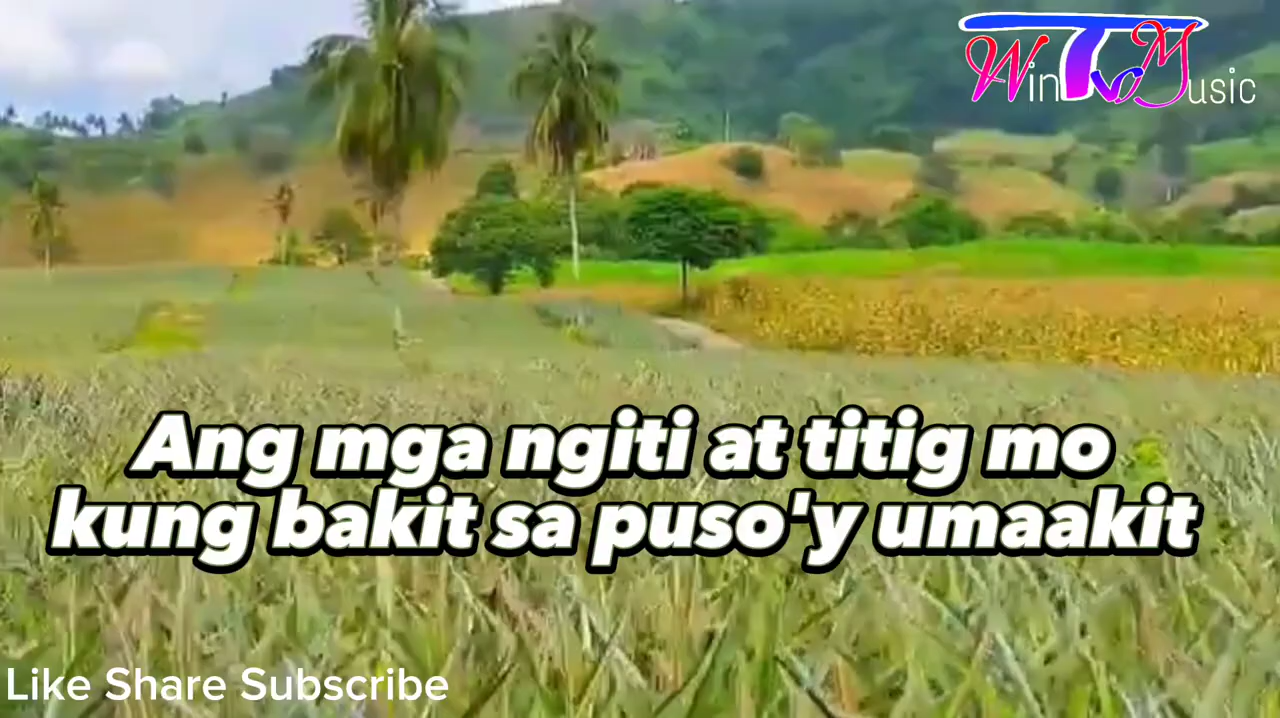 WinTvMusic
Ang mga ngiti at titig mo
kung bakit sa puso'y umaakit
Like Share Subscribe